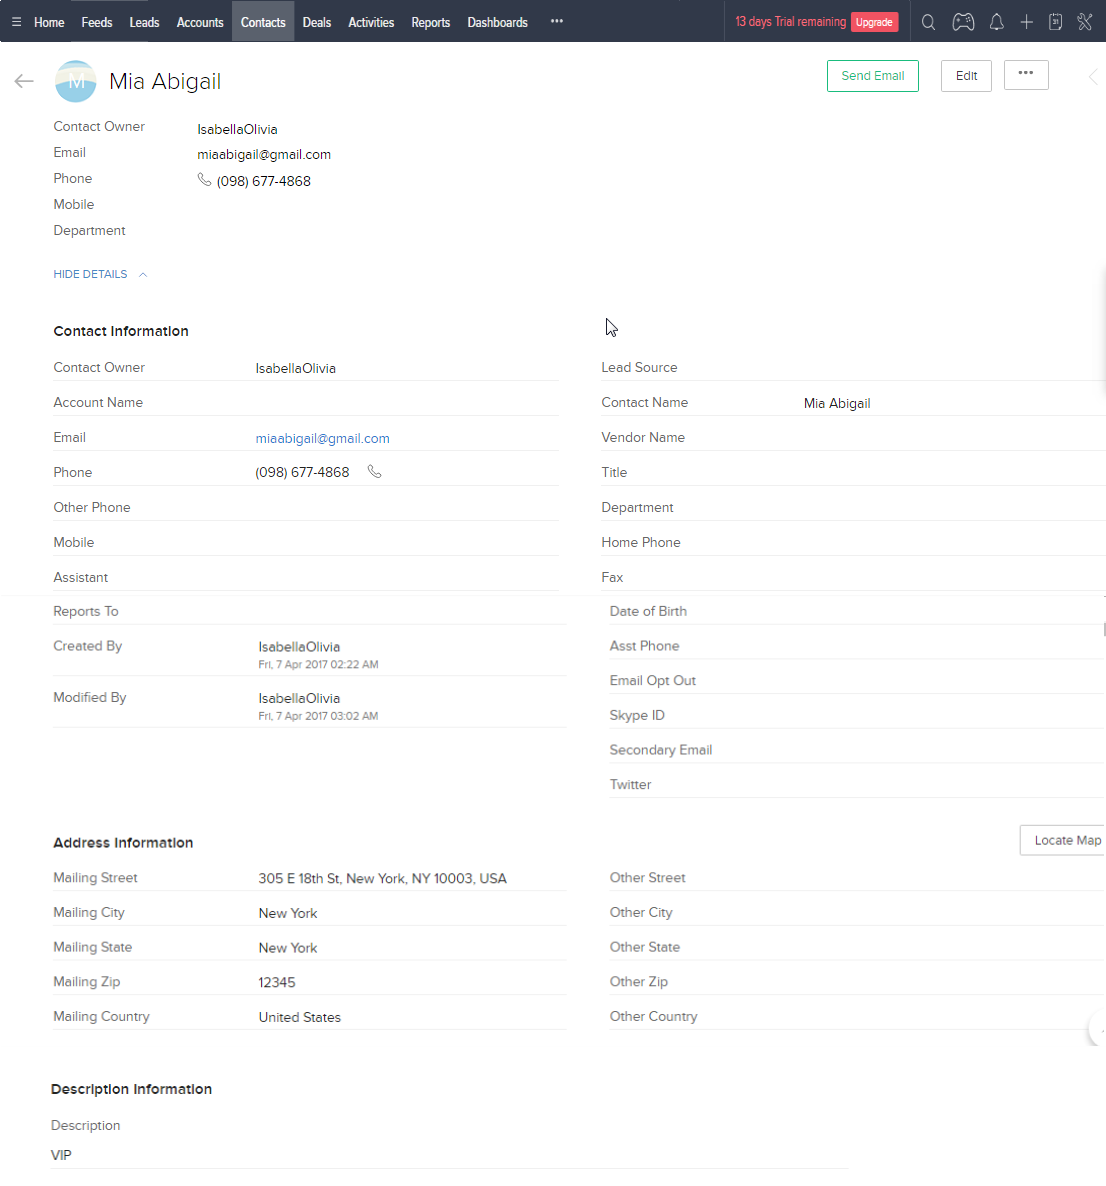 Home Feeds Leads Accounts Contacts Deals Activities Reports Dashboards ••• 13 days Trial remaining Upgrade
M Mia Abigail Send Email Edit •••
Contact Owner IsabellaOlivia
Email miaabigail@gmail.com
Phone (098) 677-4868
Mobile
Department
HIDE DETAILS
Contact Information
Contact Owner IsabellaOlivia Lead Source
Account Name Contact Name Mia Abigail
Email miaabigail@gmail.com Vendor Name
Phone (098) 677-4868 Title
Other Phone Department
Mobile Home Phone
Assistant Fax
Reports To Date of Birth
Created By IsabellaOlivia Asst Phone
Fri, 7 Apr 2017 02:22 AM
Email Opt Out
Modified By IsabellaOlivia
Fri, 7 Apr 2017 03:02 AM Skype ID
Secondary Email
Twitter
Address Information Locate Map
Mailing Street 305 E 18th St, New York, NY 10003, USA Other Street
Mailing City New York Other City
Mailing State New York Other State
Mailing Zip 12345 Other Zip
Mailing Country United States Other Country
Description Information
Description
VIP